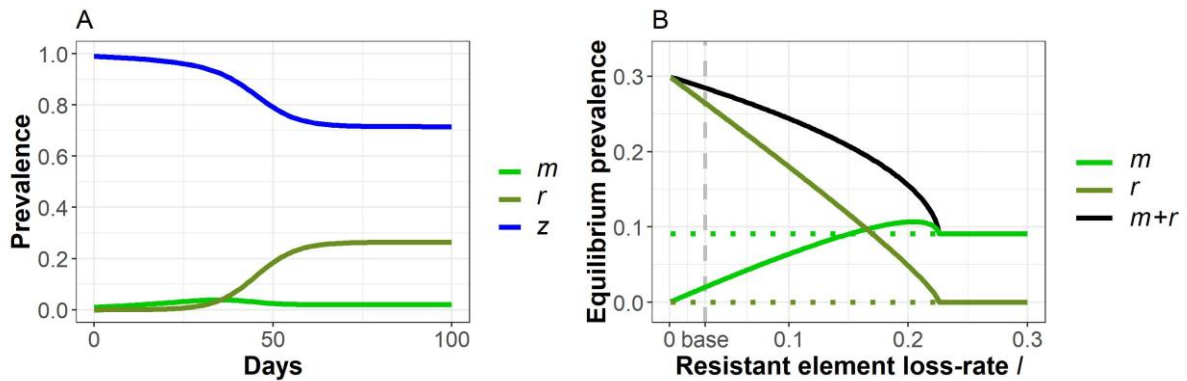 A
Prevalence
1.0
0.8
0.6
0.4
0.2
0.0
0
50
100
Days
m
r
z
B
Equilibrium prevalence
0.3
0.2
0.1
0.0
0 base 0.1 0.2 0.3
Resistant element loss-rate l
m
r
m+r